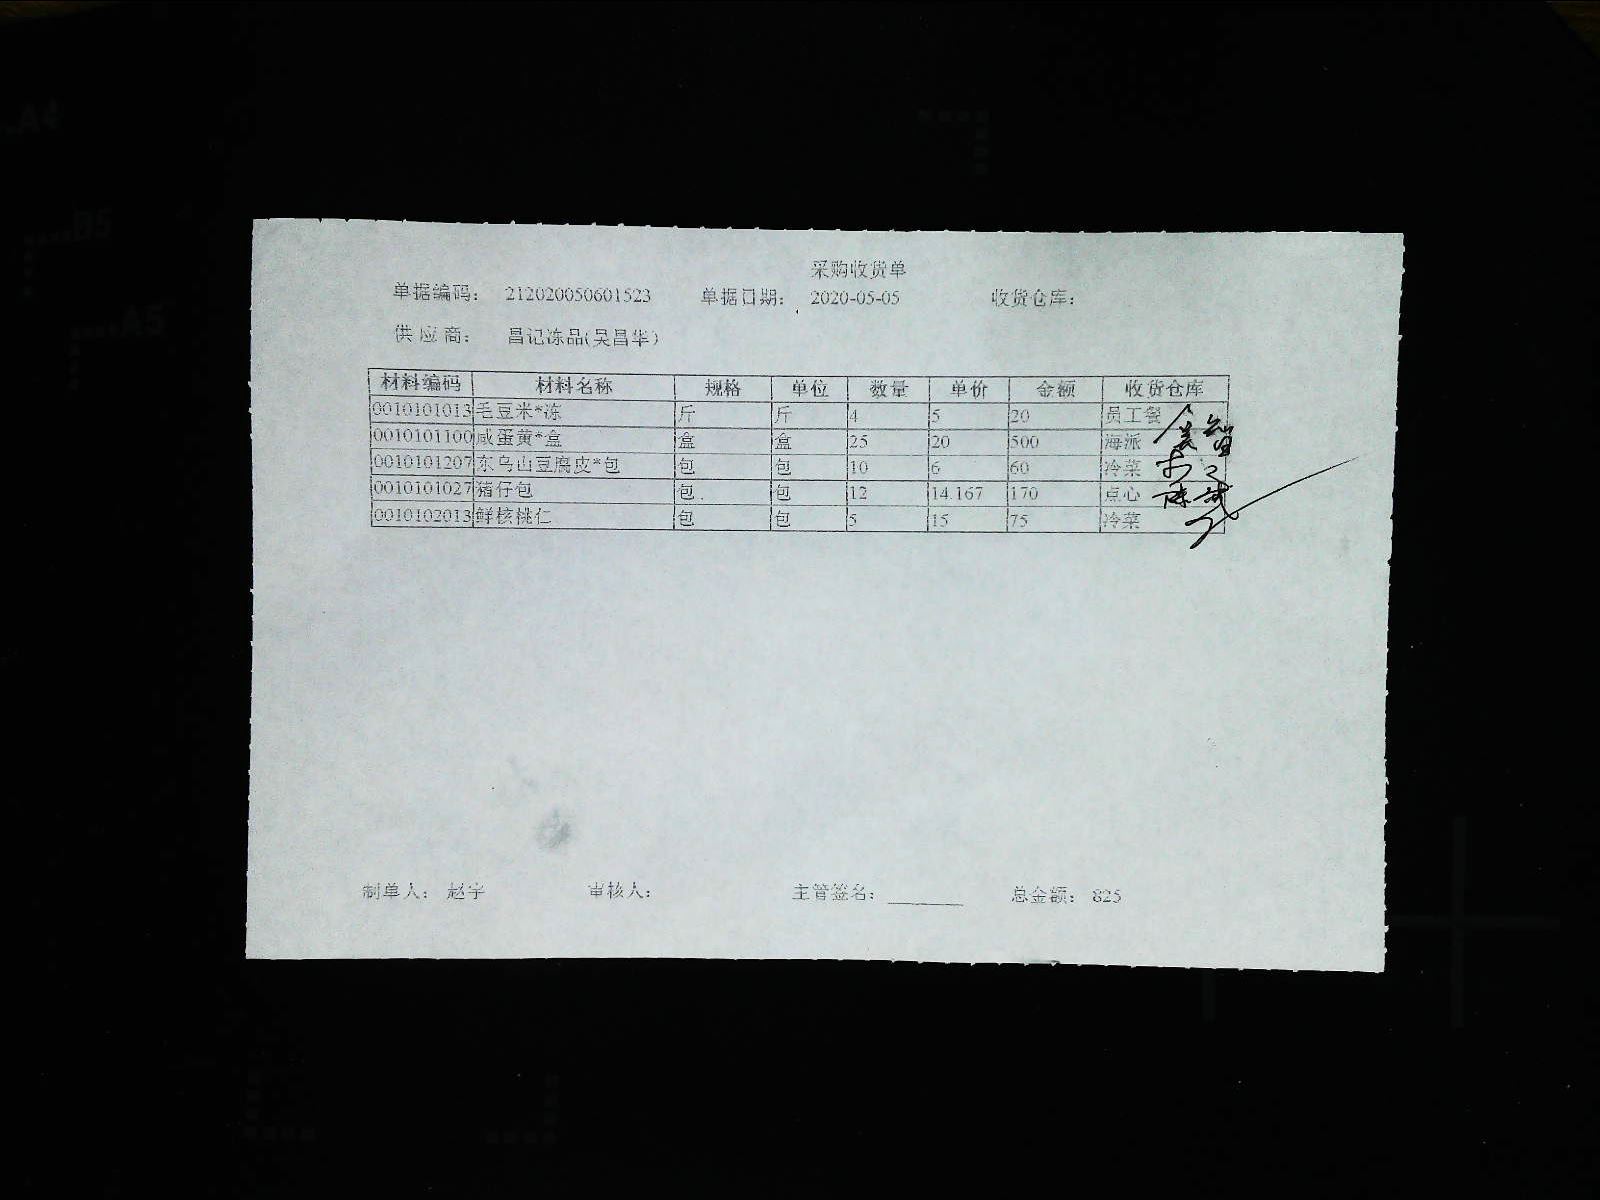 采购收货单
单据编码： 212020050601523 单据日期： 2020-05-05 收货仓库：
供应商： 昌记冻品(吴昌华)
材料编码 材料名称 规格 单位 数量 单价 金额 收货仓库
0010101013 毛豆米*冻 斤 斤 4 5 20 员工餐
0010101100 咸蛋黄*盒 盒 盒 25 20 500 海派
0010101207 东乌山豆腐皮*包 包 包 10 6 60 冷菜
0010101027 猪仔包 包 包 12 14.167 170 点心
0010102013 鲜核桃仁 包 包 5 15 75 冷菜
制单人： 赵宇 审核人： 主管签名： 总金额： 825
A4
B5
A5